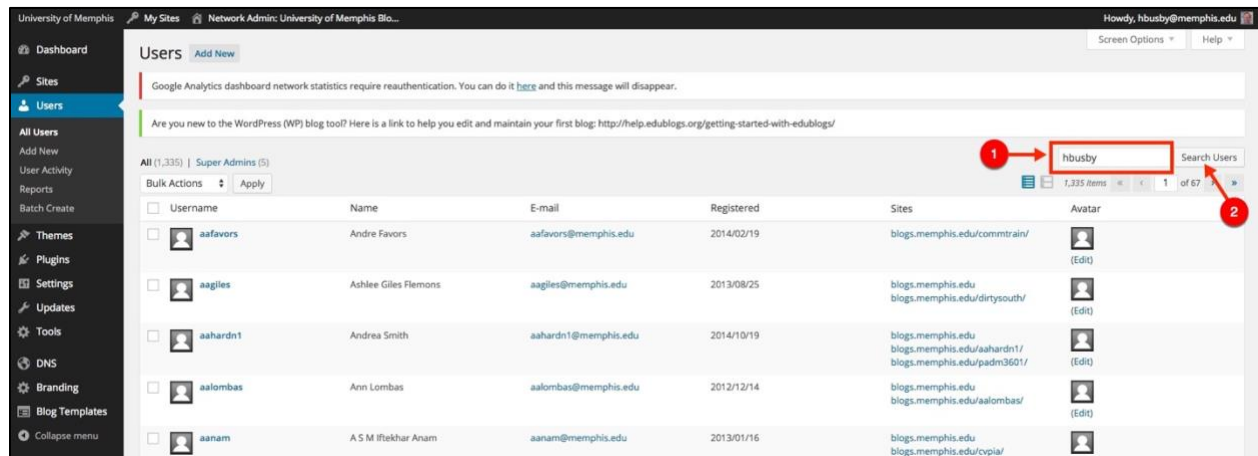 University of Memphis My Sites Network Admin: University of Memphis Blo... Howdy, hbusby@memphis.edu
Screen Options Help
Dashboard
Sites
Users
All Users
Add New
User Activity
Reports
Batch Create
Themes
Plugins
Settings
Updates
Tools
DNS
Branding
Blog Templates
Collapse menu
Users Add New
Google Analytics dashboard network statistics require reauthentication. You can do it here and this message will disappear.
Are you new to the WordPress (WP) blog tool? Here is a link to help you edit and maintain your first blog: http://help.edublogs.org/getting-started-with-edublogs/
1 hbusby Search Users
All (1,335) | Super Admins (5)
Bulk Actions Apply 1,335 items « ‹ 1 of 67 › »
2
Username Name E-mail Registered Sites Avatar
aafavors Andre Favors aafavors@memphis.edu 2014/02/19 blogs.memphis.edu/commtrain/
(Edit)
aagiles Ashlee Giles Flemons aagiles@memphis.edu 2013/08/25 blogs.memphis.edu
blogs.memphis.edu/dirtysouth/
(Edit)
aahardn1 Andrea Smith aahardn1@memphis.edu 2014/10/19 blogs.memphis.edu
blogs.memphis.edu/aahardn1/
blogs.memphis.edu/padm3601/ (Edit)
aalombas Ann Lombas aalombas@memphis.edu 2012/12/14 blogs.memphis.edu
blogs.memphis.edu/aalombas/
(Edit)
aanam A S M Iftekhar Anam aanam@memphis.edu 2013/01/16 blogs.memphis.edu
blogs.memphis.edu/cvpia/